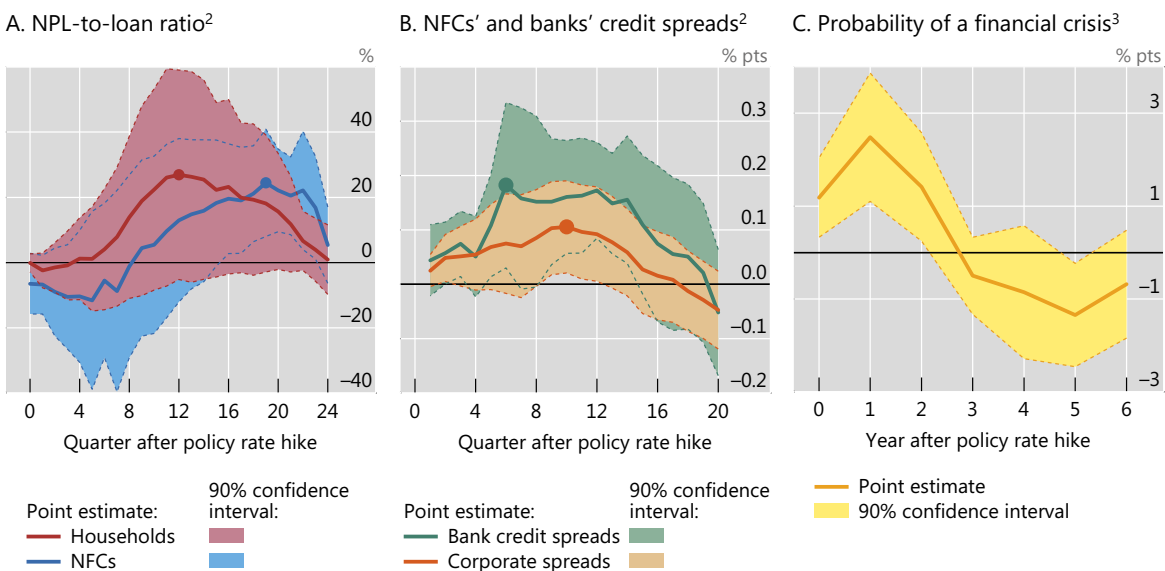 A. NPL-to-loan ratio²
%
40
20
0
–20
–40
0 4 8 12 16 20 24
Quarter after policy rate hike
Point estimate:
90% confidence
interval:
Households
NFCs
B. NFCs’ and banks’ credit spreads²
% pts
0.3
0.2
0.1
0.0
–0.1
–0.2
0 4 8 12 16 20
Quarter after policy rate hike
Point estimate:
90% confidence
interval:
Bank credit spreads
Corporate spreads
C. Probability of a financial crisis³
% pts
3
1
–1
–3
0 1 2 3 4 5 6
Year after policy rate hike
Point estimate
90% confidence interval